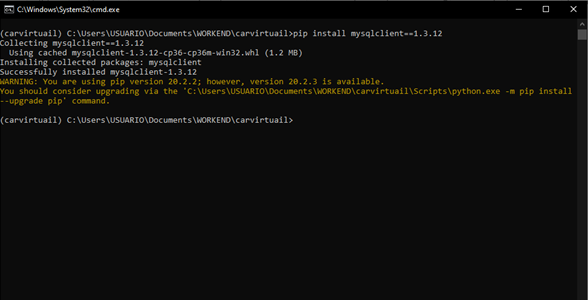 C:\Windows\System32\cmd.exe
(carvirtuail) C:\Users\USUARIO\Documents\WORKEND\carvirtuail>pip install mysqlclient==1.3.12
Collecting mysqlclient==1.3.12
Using cached mysqlclient-1.3.12-cp36-cp36m-win32.whl (1.2 MB)
Installing collected packages: mysqlclient
Successfully installed mysqlclient-1.3.12
WARNING: You are using pip version 20.2.2; however, version 20.2.3 is available.
You should consider upgrading via the 'C:\Users\USUARIO\Documents\WORKEND\carvirtuail\Scripts\python.exe -m pip install
--upgrade pip' command.
(carvirtuail) C:\Users\USUARIO\Documents\WORKEND\carvirtuail>